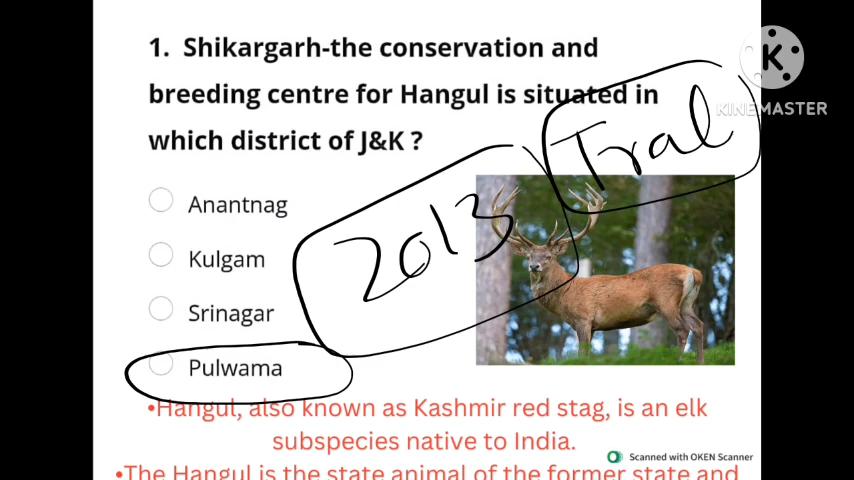 1. Shikargarh-the conservation and
breeding centre for Hangul is situated in
which district of J&K ?
Anantnag
Kulgam
Srinagar
Pulwama
2013
Tral
K
KINEMASTER
•Hangul, also known as Kashmir red stag, is an elk
subspecies native to India.
Scanned with OKEN Scanner
•The Hangul is the state animal of the former state and